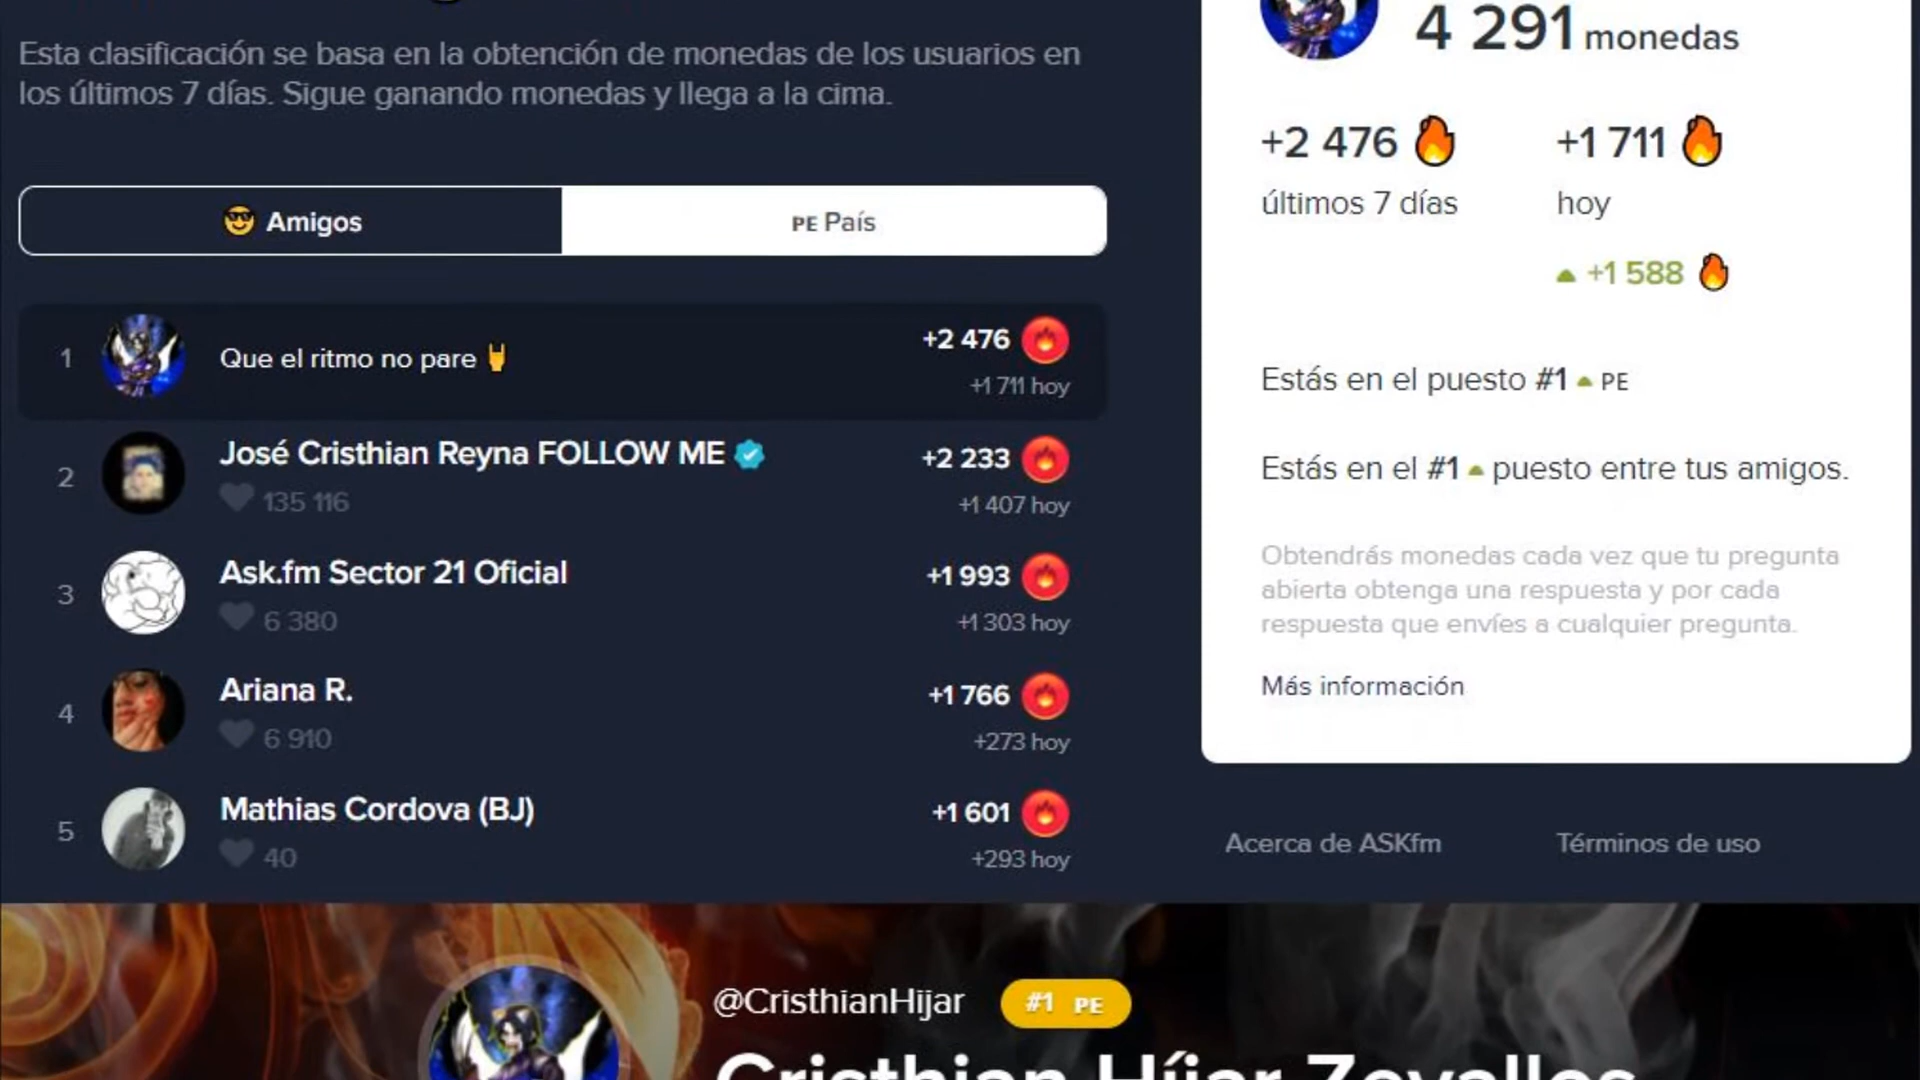 Esta clasificación se basa en la obtención de monedas de los usuarios en
los últimos 7 días. Sigue ganando monedas y llega a la cima.
Amigos
PE País
1
Que el ritmo no pare
+2 476
+1 711 hoy
2
José Cristhian Reyna FOLLOW ME
135 116
+2 233
+1 407 hoy
3
Ask.fm Sector 21 Oficial
6 380
+1 993
+1 303 hoy
4
Ariana R.
6 910
+1 766
+273 hoy
5
Mathias Cordova (BJ)
40
+1 601
+293 hoy
4 291 monedas
+2 476
últimos 7 días
+1 711
hoy
+1 588
Estás en el puesto #1 PE
Estás en el #1 puesto entre tus amigos.
Obtendrás monedas cada vez que tu pregunta
abierta obtenga una respuesta y por cada
respuesta que envíes a cualquier pregunta.
Más información
Acerca de ASKfm
Términos de uso
@CristhianHijar
#1 PE
Cristhian Híjar Zevallos